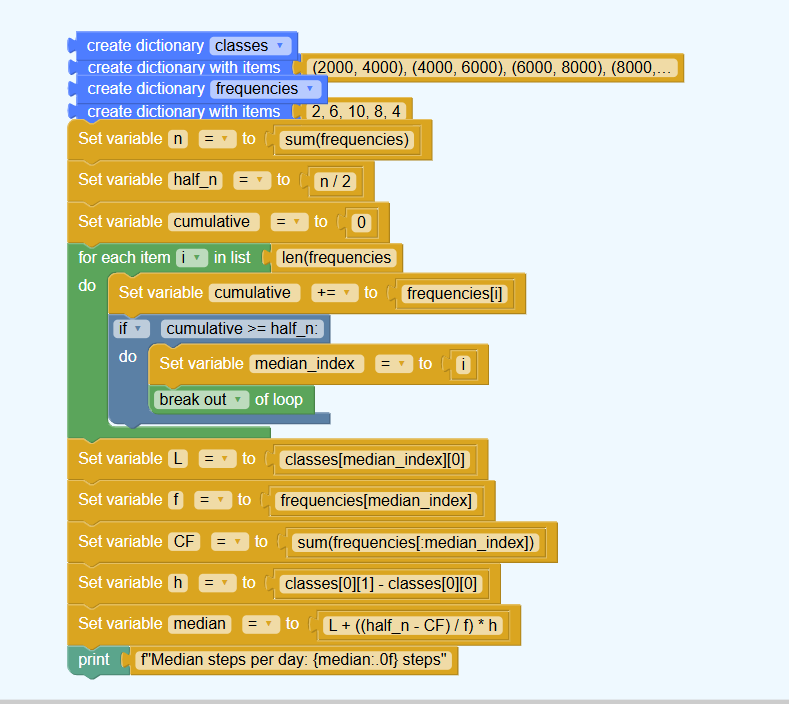 create dictionary classes
create dictionary with items (2000, 4000), (4000, 6000), (6000, 8000), (8000,...
create dictionary frequencies
create dictionary with items 2, 6, 10, 8, 4
Set variable n = to sum(frequencies)
Set variable half_n = to n / 2
Set variable cumulative = to 0
for each item i in list len(frequencies
do Set variable cumulative += to frequencies[i]
if cumulative >= half_n:
do Set variable median_index = to i
break out of loop
Set variable L = to classes[median_index][0]
Set variable f = to frequencies[median_index]
Set variable CF = to sum(frequencies[:median_index])
Set variable h = to classes[0][1] - classes[0][0]
Set variable median = to L + ((half_n - CF) / f) * h
print f"Median steps per day: {median:.0f} steps"